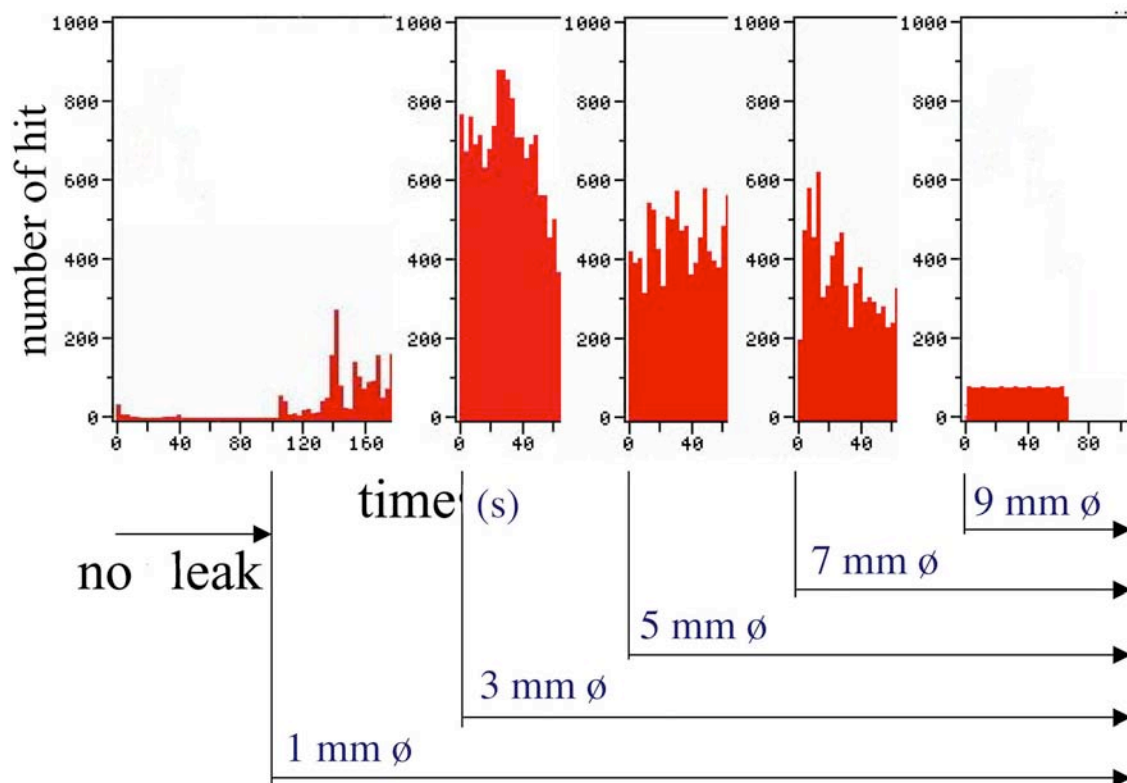 1000 1000 1000 1000 1000
800 800 800 800 800
number of hit
600 600 600 600 600
400 400 400 400 400
200 200 200 200 200
0 0 0 0 0
0 40 80 120 160 0 40 0 40 0 40 0 40 80
time (s)
9 mm ø
no leak
7 mm ø
5 mm ø
3 mm ø
1 mm ø